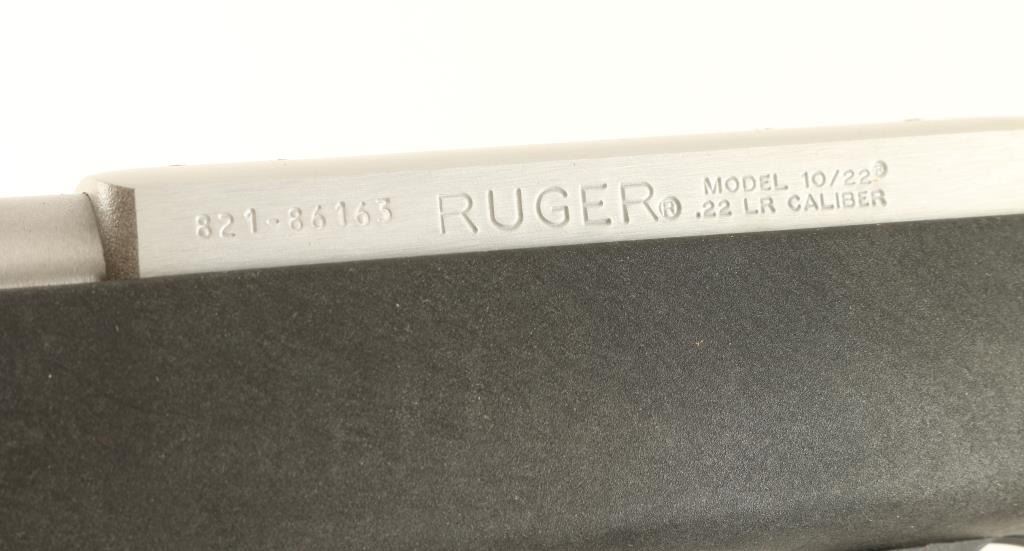 821-86163 RUGER® MODEL 10/22®
.22 LR CALIBER